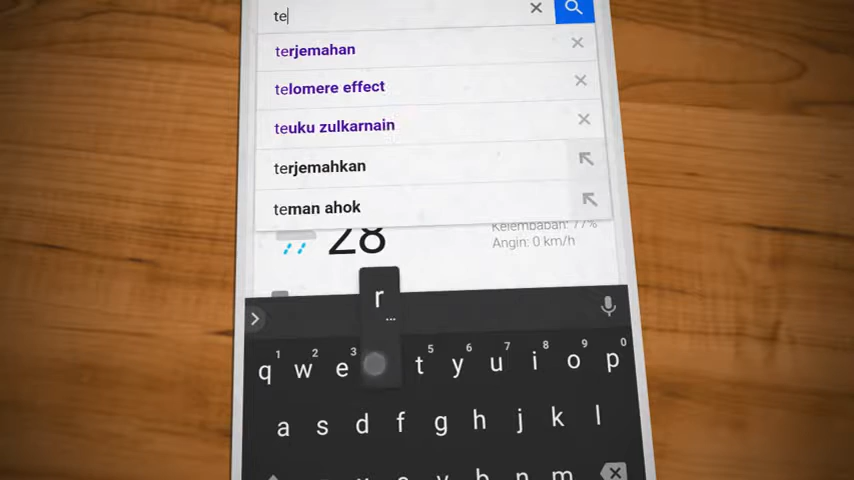 te
terjemahan
telomere effect
teuku zulkarnain
terjemahkan
teman ahok
28
Kelembaban: 77%
Angin: 0 km/h
r
...
1 2 3 5 6 7 8 9 0
q w e t y u i o p
a s d f g h j k l
b n m